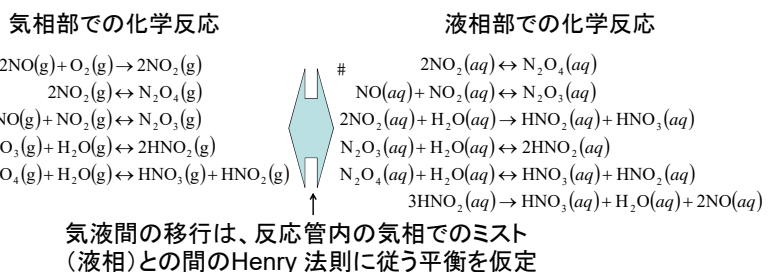 気相部での化学反応
液相部での化学反応
2NO(g)+O₂(g)→2NO₂(g)
2NO₂(g)↔N₂O₄(g)
NO(g)+NO₂(g)↔N₂O₃(g)
O₃(g)+H₂O(g)↔2HNO₂(g)
O₄(g)+H₂O(g)↔HNO₃(g)+HNO₂(g)
#
2NO₂(aq)↔N₂O₄(aq)
NO(aq)+NO₂(aq)↔N₂O₃(aq)
2NO₂(aq)+H₂O(aq)→HNO₂(aq)+HNO₃(aq)
N₂O₃(aq)+H₂O(aq)↔2HNO₂(aq)
N₂O₄(aq)+H₂O(aq)↔HNO₃(aq)+HNO₂(aq)
3HNO₂(aq)→HNO₃(aq)+H₂O(aq)+2NO(aq)
気液間の移行は、反応管内の気相でのミスト
(液相)との間のHenry 法則に従う平衡を仮定